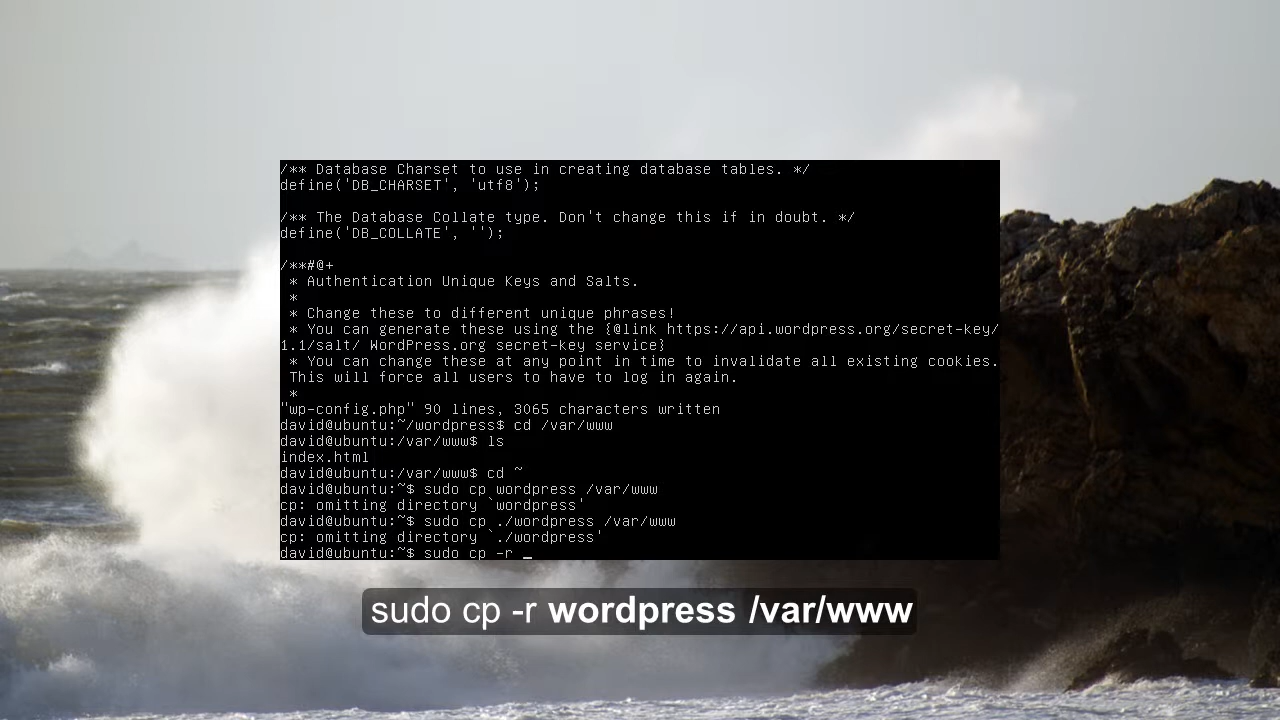 /** Database Charset to use in creating database tables. */
define('DB_CHARSET', 'utf8');
/** The Database Collate type. Don't change this if in doubt. */
define('DB_COLLATE', '');
/**#@+
 * Authentication Unique Keys and Salts.
 *
 * Change these to different unique phrases!
 * You can generate these using the {@link https://api.wordpress.org/secret-key/
1.1/salt/ WordPress.org secret-key service}
 * You can change these at any point in time to invalidate all existing cookies.
 This will force all users to have to log in again.
 *
"wp-config.php" 90 lines, 3065 characters written
david@ubuntu:~/wordpress$ cd /var/www
david@ubuntu:/var/www$ ls
index.html
david@ubuntu:/var/www$ cd ~
david@ubuntu:~$ sudo cp wordpress /var/www
cp: omitting directory `wordpress'
david@ubuntu:~$ sudo cp ./wordpress /var/www
cp: omitting directory `./wordpress'
david@ubuntu:~$ sudo cp -r _
sudo cp -r wordpress /var/www